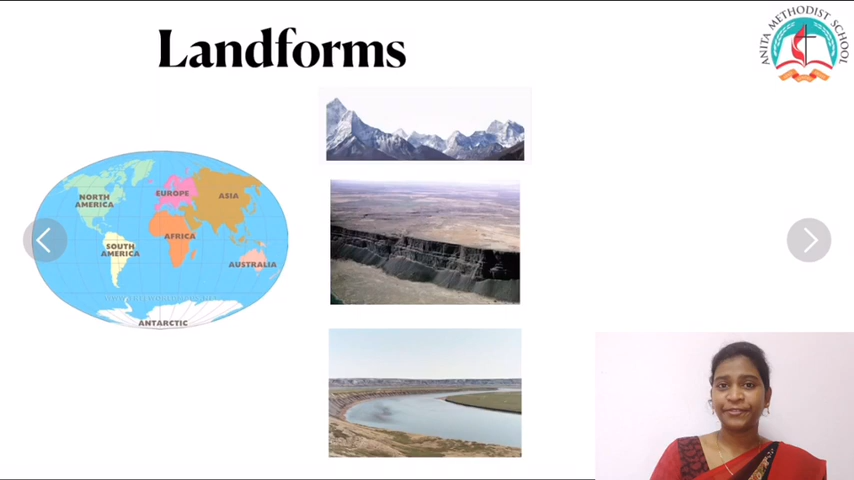 Landforms
ANITA METHODIST SCHOOL
NORTH
AMERICA
EUROPE
ASIA
AFRICA
SOUTH
AMERICA
AUSTRALIA
ANTARCTIC